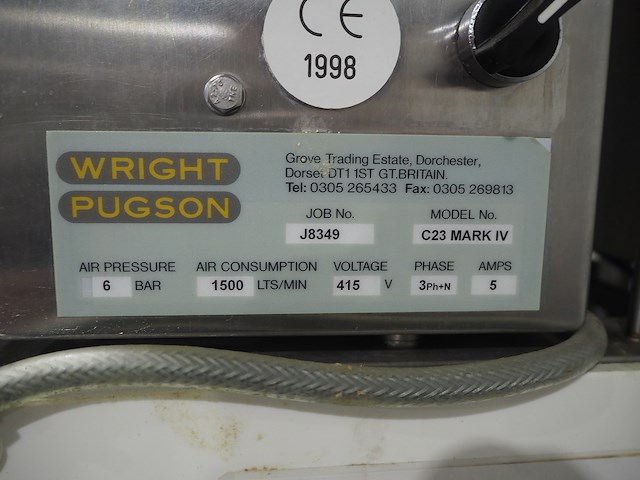 CE
1998
WRIGHT
PUGSON
Grove Trading Estate, Dorchester,
Dorset DT1 1ST GT.BRITAIN.
Tel: 0305 265433 Fax: 0305 269813
JOB No. MODEL No.
J8349 C23 MARK IV
AIR PRESSURE AIR CONSUMPTION VOLTAGE PHASE AMPS
6 BAR 1500 LTS/MIN 415 V 3Ph+N 5